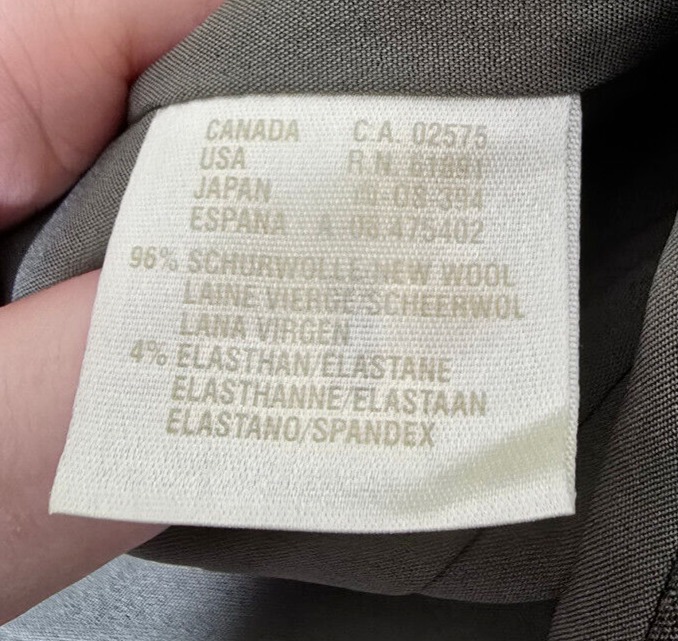 CANADA C.A. 02575
USA R.N.
JAPAN
ESPANA A 08 475402
96% SCHURWOLLE NEW WOOL
LAINE VIERGE SCHEERWOL
LANA VIRGEN
4% ELASTHAN/ELASTANE
ELASTHANNE/ELASTAAN
ELASTANO/SPANDEX